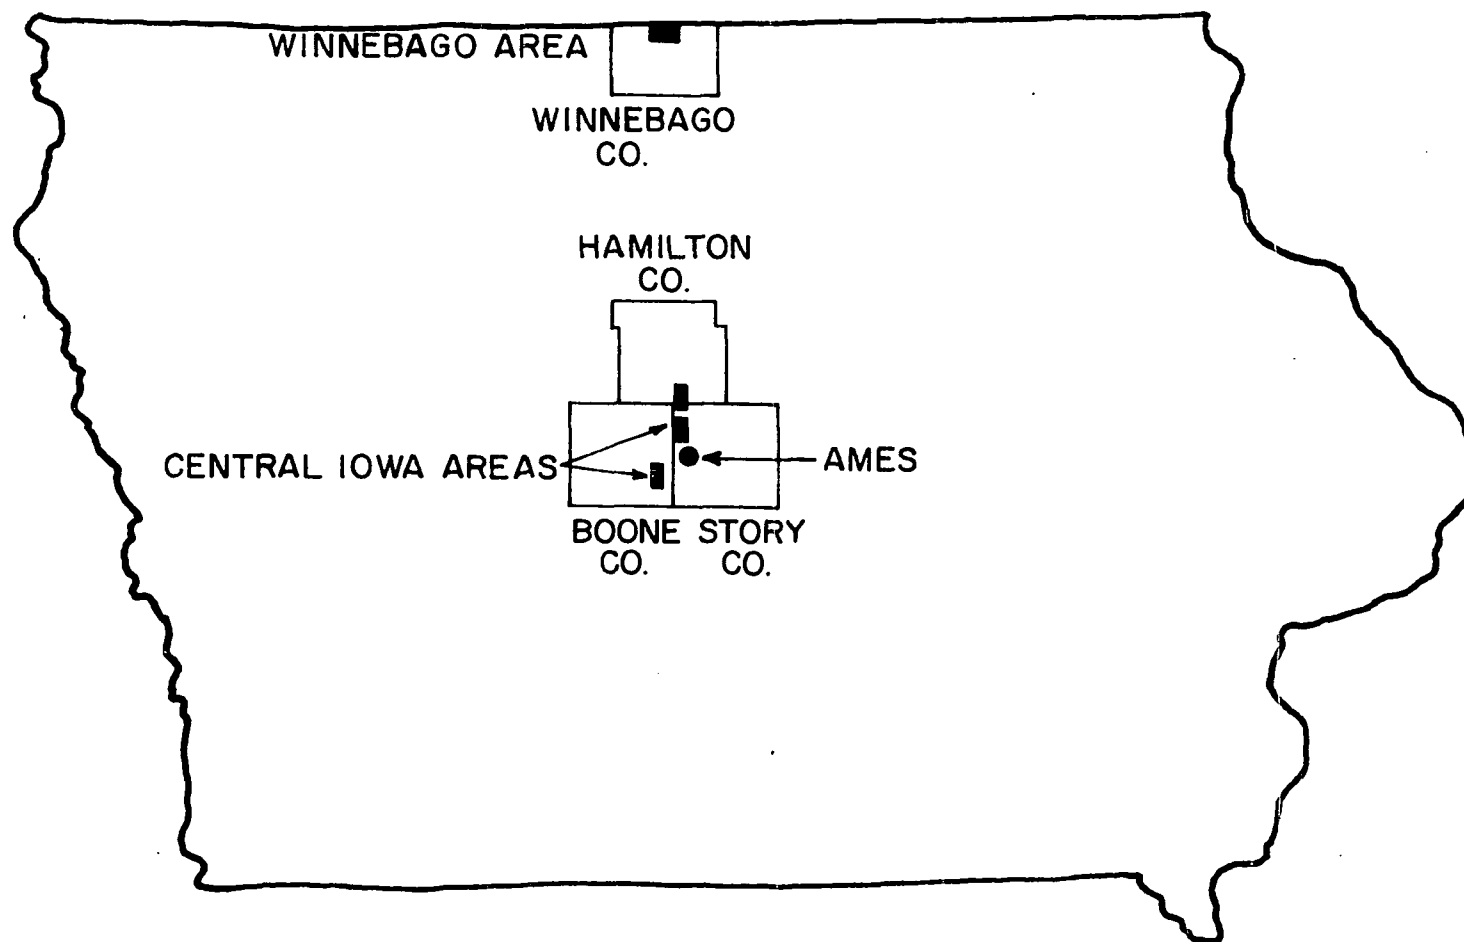 WINNEBAGO AREA
WINNEBAGO
CO.
HAMILTON
CO.
CENTRAL IOWA AREAS
AMES
BOONE STORY
CO. CO.